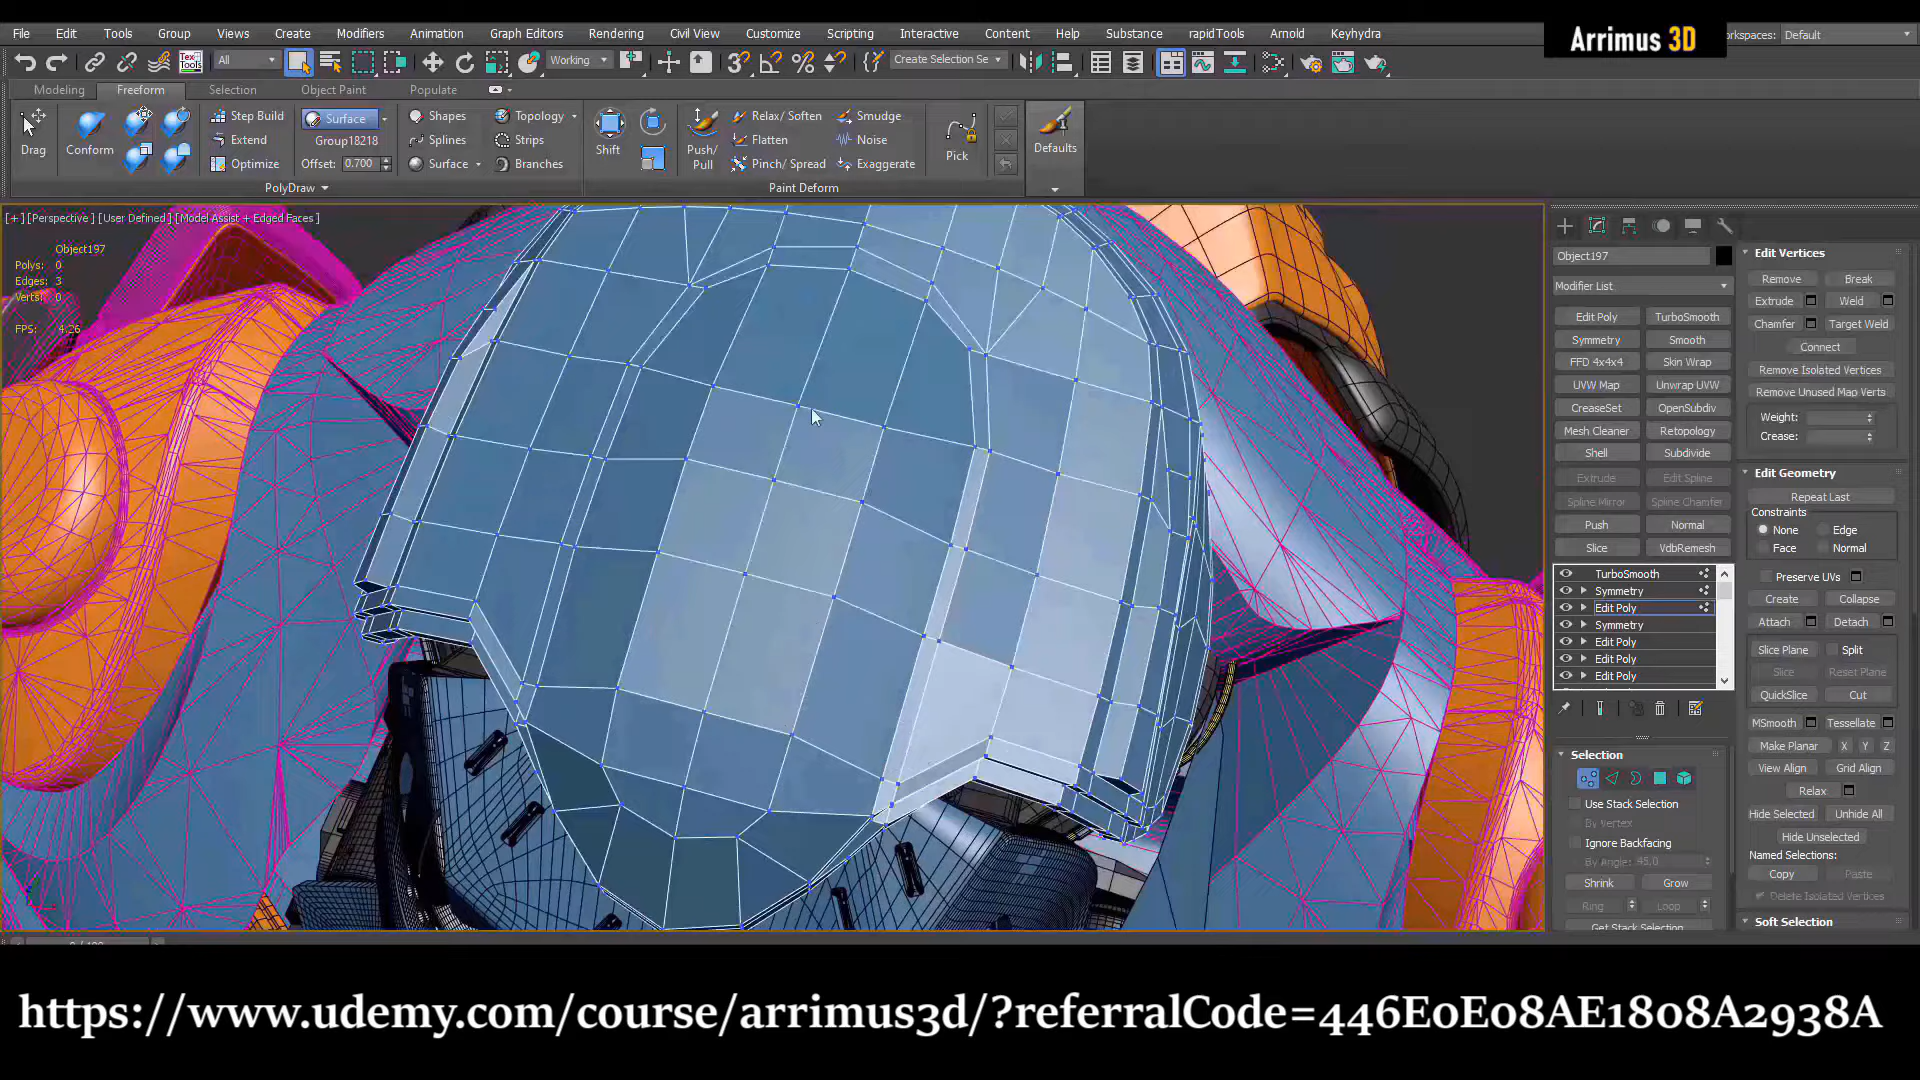 File Edit Tools Group Views Create Modifiers Animation Graph Editors Rendering Civil View Customize Scripting Interactive Content Help Substance rapidTools Arnold Keyhydra
Arrimus 3D
Default
Tex Tools
All
Working
Create Selection Se
Modeling Freeform Selection Object Paint Populate
Drag
Conform
Step Build
Extend
Optimize
Surface
Group18218
Offset: 0.700
Shapes
Splines
Surface
Topology
Strips
Branches
PolyDraw
Shift
Push/
Pull
Relax/ Soften
Flatten
Pinch/ Spread
Smudge
Noise
Exaggerate
Paint Deform
Pick
Defaults
[+] [Perspective ] [User Defined ] [Model Assist + Edged Faces ]
Object197
Polys: 0
Edges: 3
Verts: 0
FPS: 4.26
Object197
Modifier List
Edit Poly TurboSmooth
Symmetry Smooth
FFD 4x4x4 Skin Wrap
UVW Map Unwrap UVW
CreaseSet OpenSubdiv
Mesh Cleaner Retopology
Shell Subdivide
Extrude Edit Spline
Spline Mirror Spline Chamfer
Push Normal
Slice VdbRemesh
TurboSmooth
Symmetry
Edit Poly
Symmetry
Edit Poly
Edit Poly
Edit Poly
Selection
Use Stack Selection
By Vertex
Ignore Backfacing
By Angle: 45.0
Shrink Grow
Ring Loop
Get Stack Selection
Edit Vertices
Remove Break
Extrude Weld
Chamfer Target Weld
Connect
Remove Isolated Vertices
Remove Unused Map Verts
Weight:
Crease:
Edit Geometry
Repeat Last
Constraints
None Edge
Face Normal
Preserve UVs
Create Collapse
Attach Detach
Slice Plane Split
Slice Reset Plane
QuickSlice Cut
MSmooth Tessellate
Make Planar X Y Z
View Align Grid Align
Relax
Hide Selected Unhide All
Hide Unselected
Named Selections:
Copy Paste
Delete Isolated Vertices
Soft Selection
https://www.udemy.com/course/arrimus3d/?referralCode=446E0E08AE1808A2938A